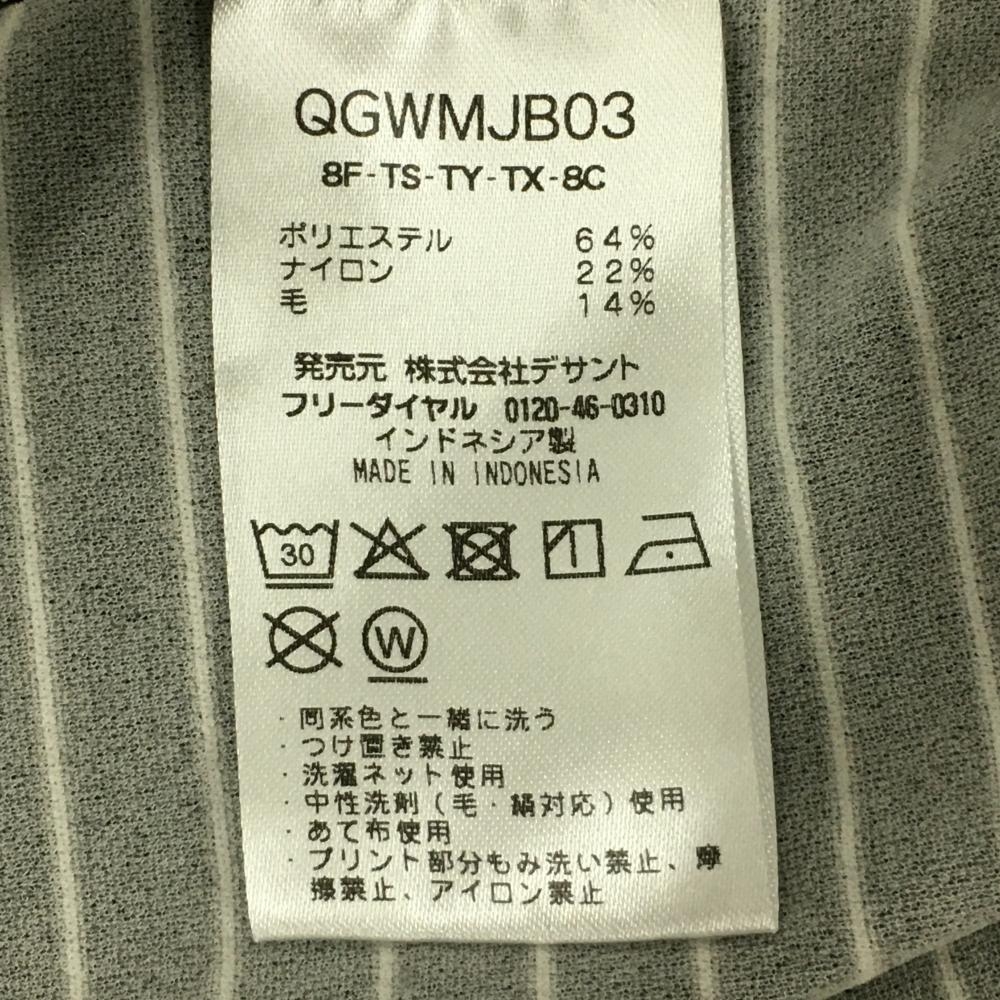 QGWMJB03
8F-TS-TY-TX-8C
ポリエステル 64%
ナイロン 22%
毛 14%
発売元 株式会社デサント
フリーダイヤル 0120-46-0310
インドネシア製
MADE IN INDONESIA
30
W
・同系色と一緒に洗う
・つけ置き禁止
・洗濯ネット使用
・中性洗剤(毛・絹対応)使用
・あて布使用
・プリント部分もみ洗い禁止、摩
擦禁止、アイロン禁止